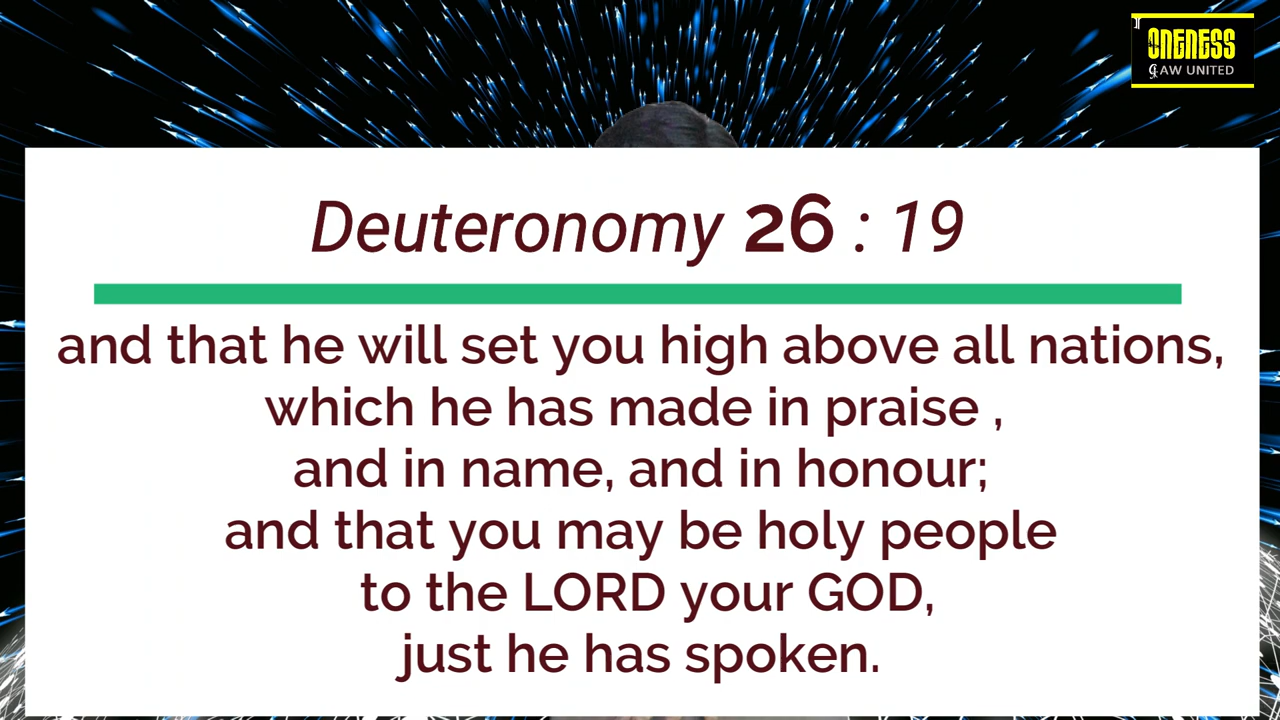 ONENESS
GAW UNITED
Deuteronomy 26 : 19
and that he will set you high above all nations,
which he has made in praise ,
and in name, and in honour;
and that you may be holy people
to the LORD your GOD,
just he has spoken.